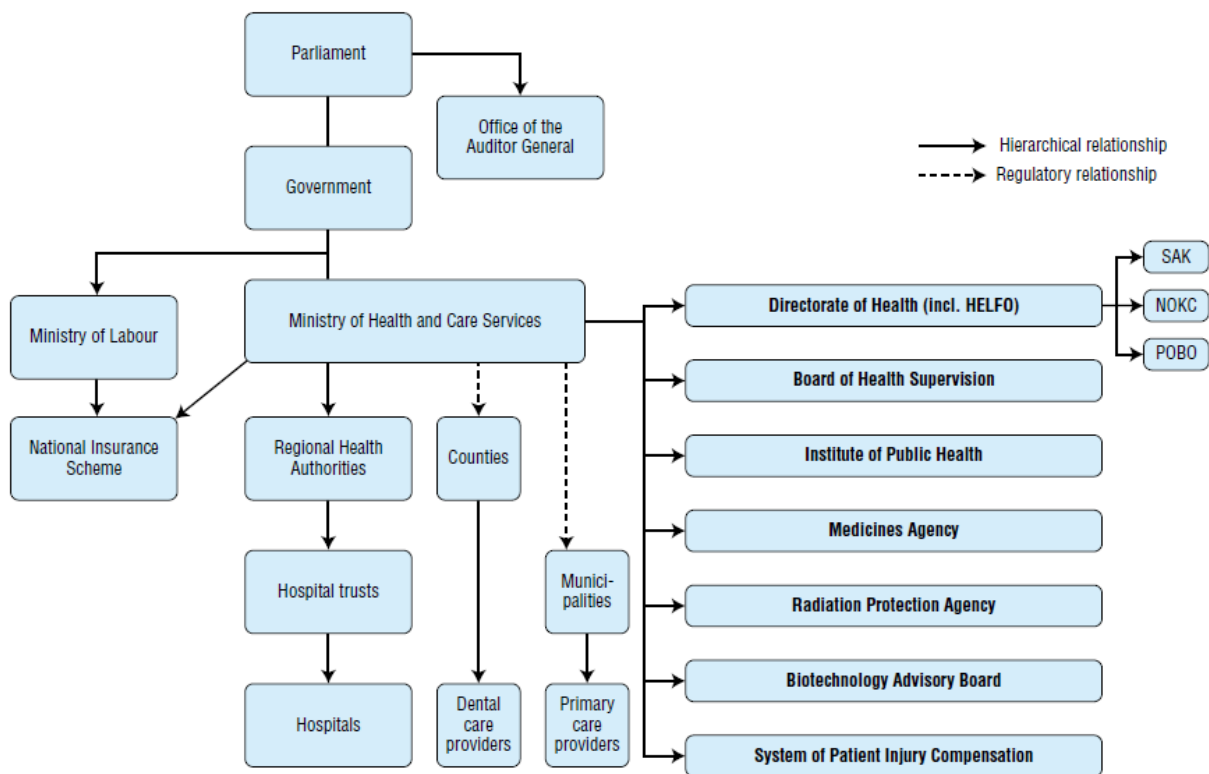 Parliament
Office of the
Auditor General
Hierarchical relationship
Regulatory relationship
Government
SAK
Ministry of Labour
Ministry of Health and Care Services
Directorate of Health (incl. HELFO)
NOKC
POBO
Board of Health Supervision
National Insurance
Scheme
Regional Health
Authorities
Counties
Institute of Public Health
Medicines Agency
Hospital trusts
Munici-
palities
Radiation Protection Agency
Hospitals
Dental
care
providers
Primary
care
providers
Biotechnology Advisory Board
System of Patient Injury Compensation